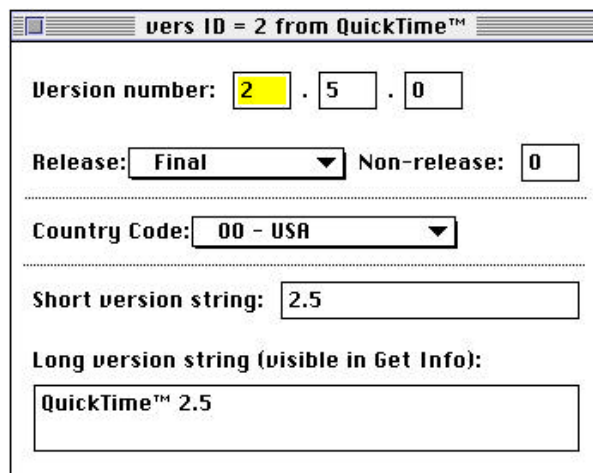 vers ID = 2 from QuickTime™
Version number: 2 . 5 . 0
Release: Final Non-release: 0
Country Code: 00 - USA
Short version string: 2.5
Long version string (visible in Get Info):
QuickTime™ 2.5